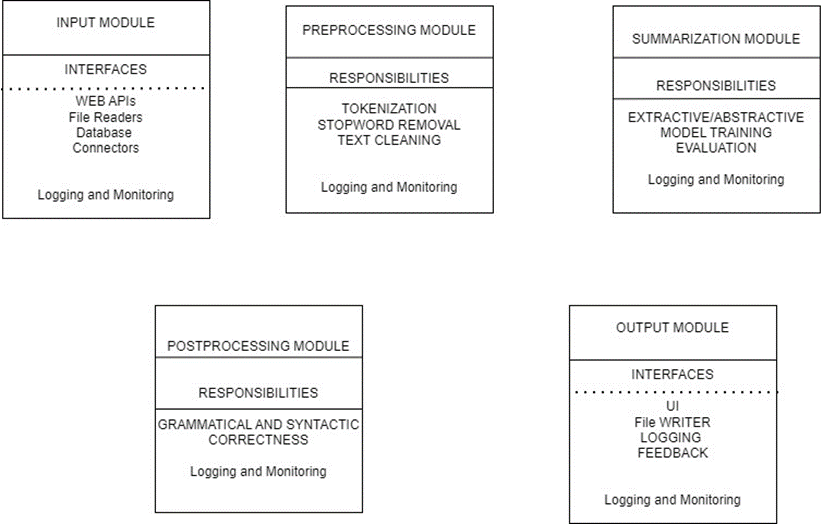 INPUT MODULE
INTERFACES
WEB APIs
File Readers
Database
Connectors
Logging and Monitoring
PREPROCESSING MODULE
RESPONSIBILITIES
TOKENIZATION
STOPWORD REMOVAL
TEXT CLEANING
Logging and Monitoring
SUMMARIZATION MODULE
RESPONSIBILITIES
EXTRACTIVE/ABSTRACTIVE
MODEL TRAINING
EVALUATION
Logging and Monitoring
POSTPROCESSING MODULE
RESPONSIBILITIES
GRAMMATICAL AND SYNTACTIC
CORRECTNESS
Logging and Monitoring
OUTPUT MODULE
INTERFACES
UI
File WRITER
LOGGING
FEEDBACK
Logging and Monitoring